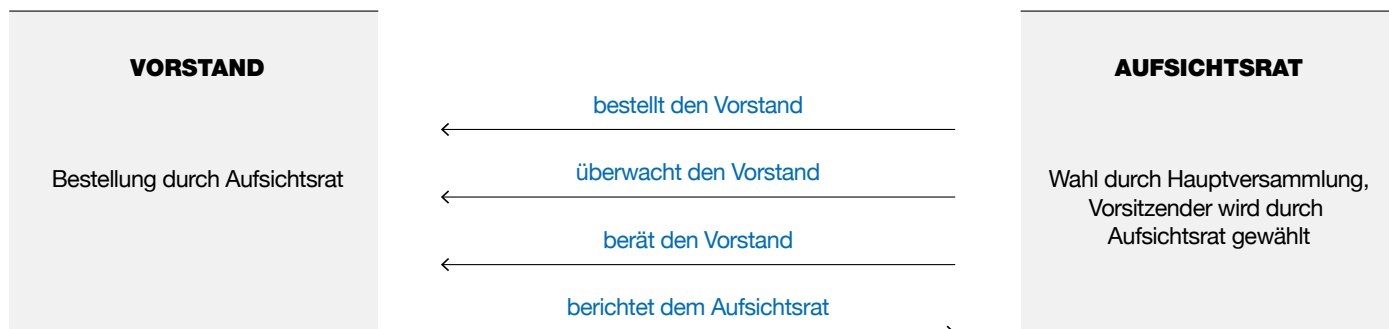 VORSTAND
Bestellung durch Aufsichtsrat
bestellt den Vorstand
überwacht den Vorstand
berät den Vorstand
berichtet dem Aufsichtsrat
AUFSICHTSRAT
Wahl durch Hauptversammlung,
Vorsitzender wird durch
Aufsichtsrat gewählt